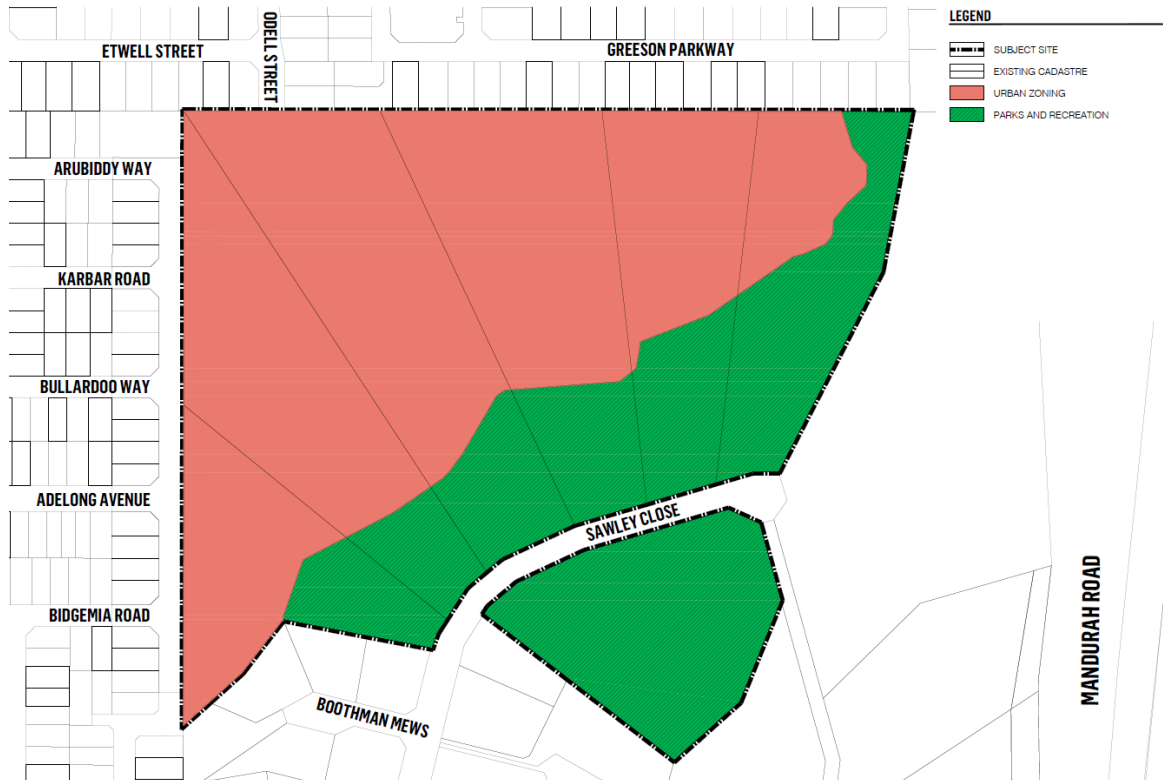 LEGEND
SUBJECT SITE
EXISTING CADASTRE
URBAN ZONING
PARKS AND RECREATION
ETWELL STREET
ODELL STREET
GREESON PARKWAY
ARUBIDDY WAY
KARBAR ROAD
BULLARDOO WAY
ADELONG AVENUE
BIDGEMIA ROAD
SAWLEY CLOSE
BOOTHMAN MEWS
MANDURAH ROAD